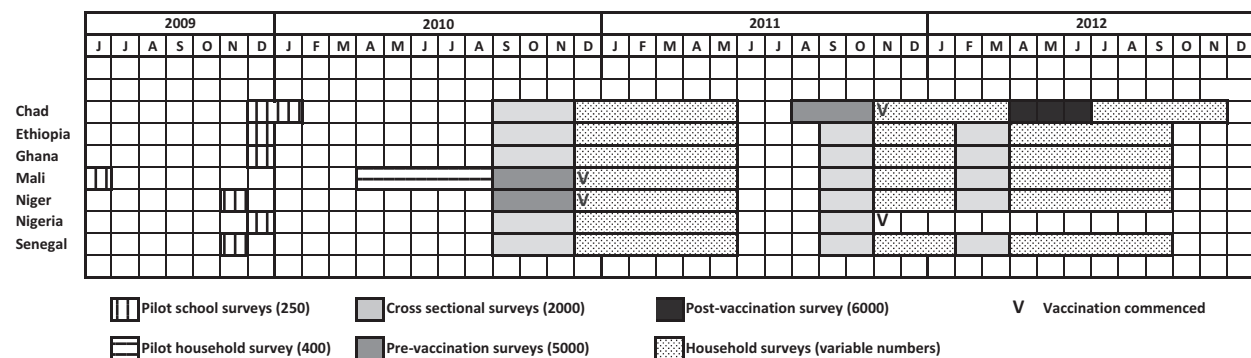 2009 2010 2011 2012
J J A S O N D J F M A M J J A S O N D J F M A M J J A S O N D J F M A M J J A S O N D
Chad V
Ethiopia
Ghana
Mali V
Niger V
Nigeria V
Senegal
Pilot school surveys (250) Cross sectional surveys (2000) Post-vaccination survey (6000) V Vaccination commenced
Pilot household survey (400) Pre-vaccination surveys (5000) Household surveys (variable numbers)